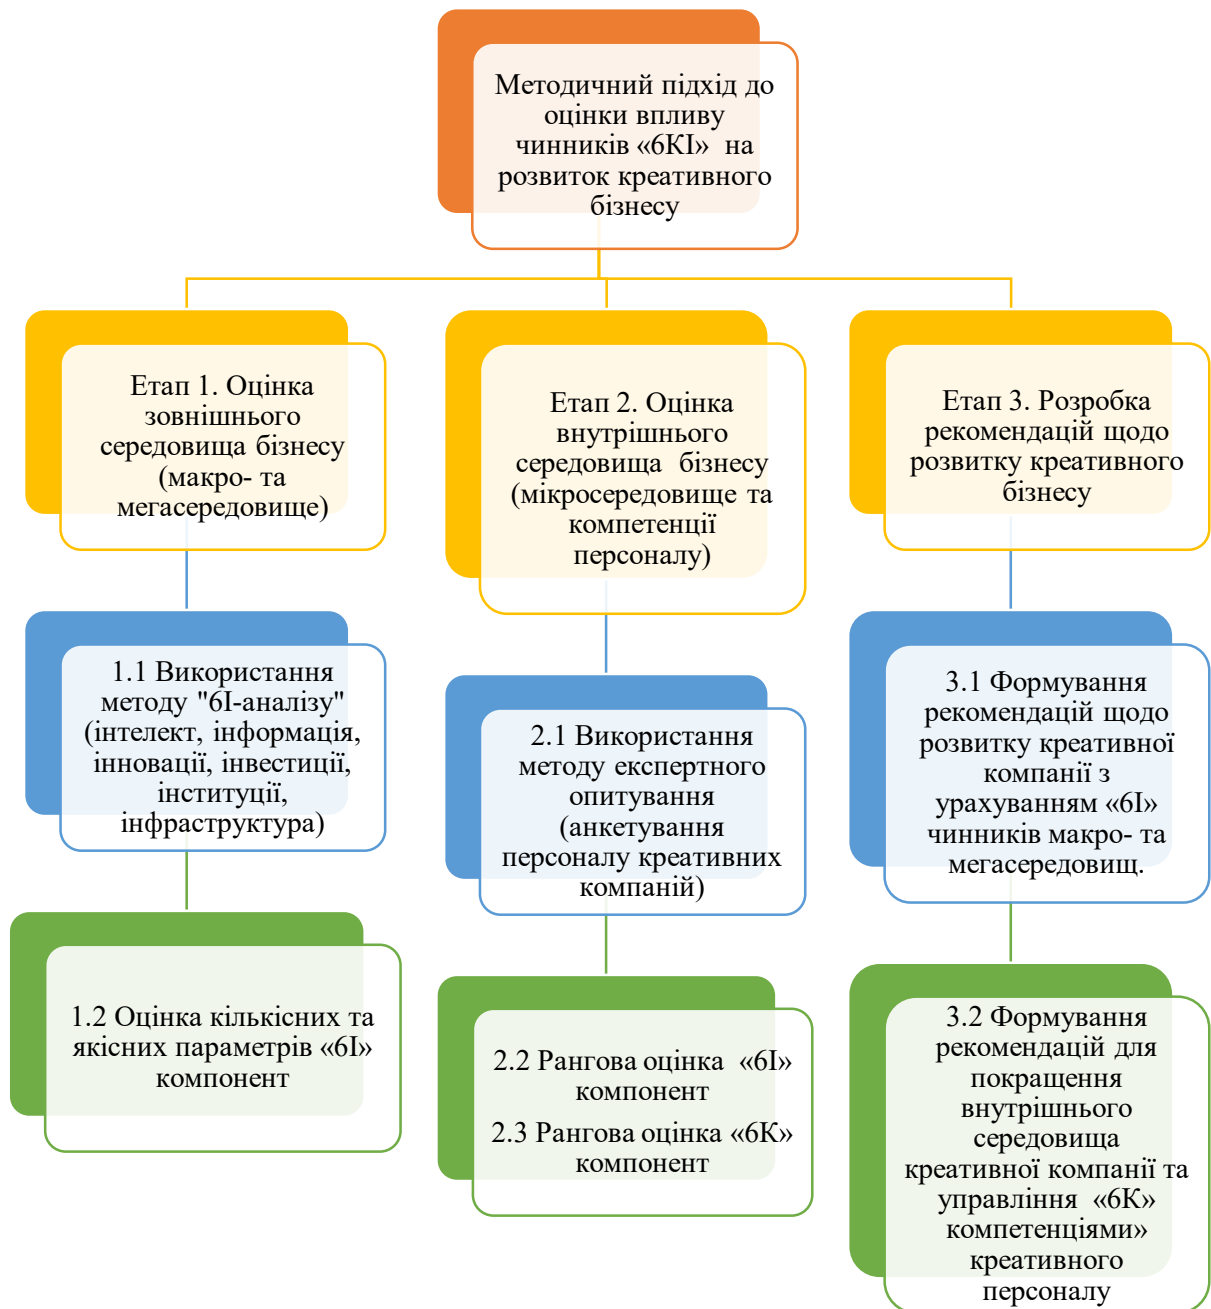 Методичний підхід до
оцінки впливу
чинників «6КІ» на
розвиток креативного
бізнесу
Етап 1. Оцінка
зовнішнього
середовища бізнесу
(макро- та
мегасередовище)
Етап 2. Оцінка
внутрішнього
середовища бізнесу
(мікросередовище та
компетенції
персоналу)
Етап 3. Розробка
рекомендацій щодо
розвитку креативного
бізнесу
1.1 Використання
методу "6І-аналізу"
(інтелект, інформація,
інновації, інвестиції,
інституції,
інфраструктура)
2.1 Використання
методу експертного
опитування
(анкетування
персоналу креативних
компаній)
3.1 Формування
рекомендацій щодо
розвитку креативної
компанії з
урахуванням «6І»
чинників макро- та
мегасередовищ.
1.2 Оцінка кількісних та
якісних параметрів «6І»
компонент
2.2 Рангова оцінка «6І»
компонент
2.3 Рангова оцінка «6К»
компонент
3.2 Формування
рекомендацій для
покращення
внутрішнього
середовища
креативної компанії та
управління «6К»
компетенціями»
креативного
персоналу